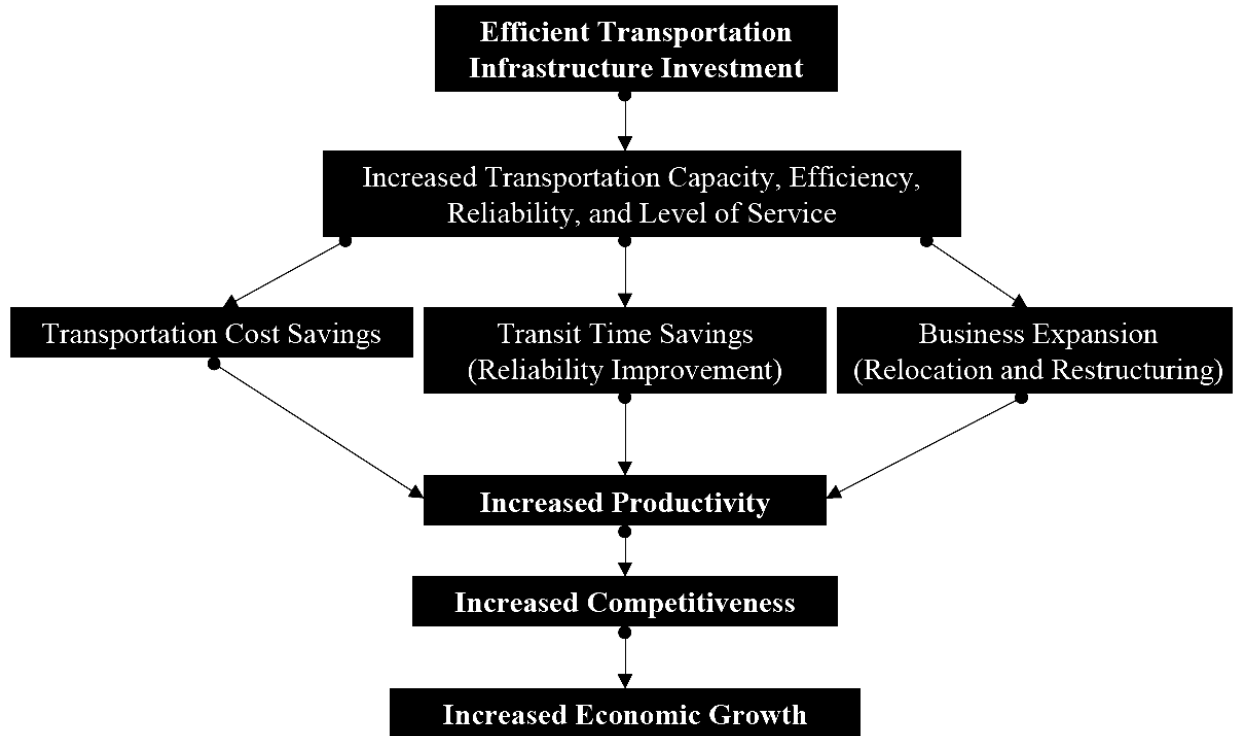 Efficient Transportation
Infrastructure Investment
Increased Transportation Capacity, Efficiency,
Reliability, and Level of Service
Transportation Cost Savings
Transit Time Savings
(Reliability Improvement)
Business Expansion
(Relocation and Restructuring)
Increased Productivity
Increased Competitiveness
Increased Economic Growth